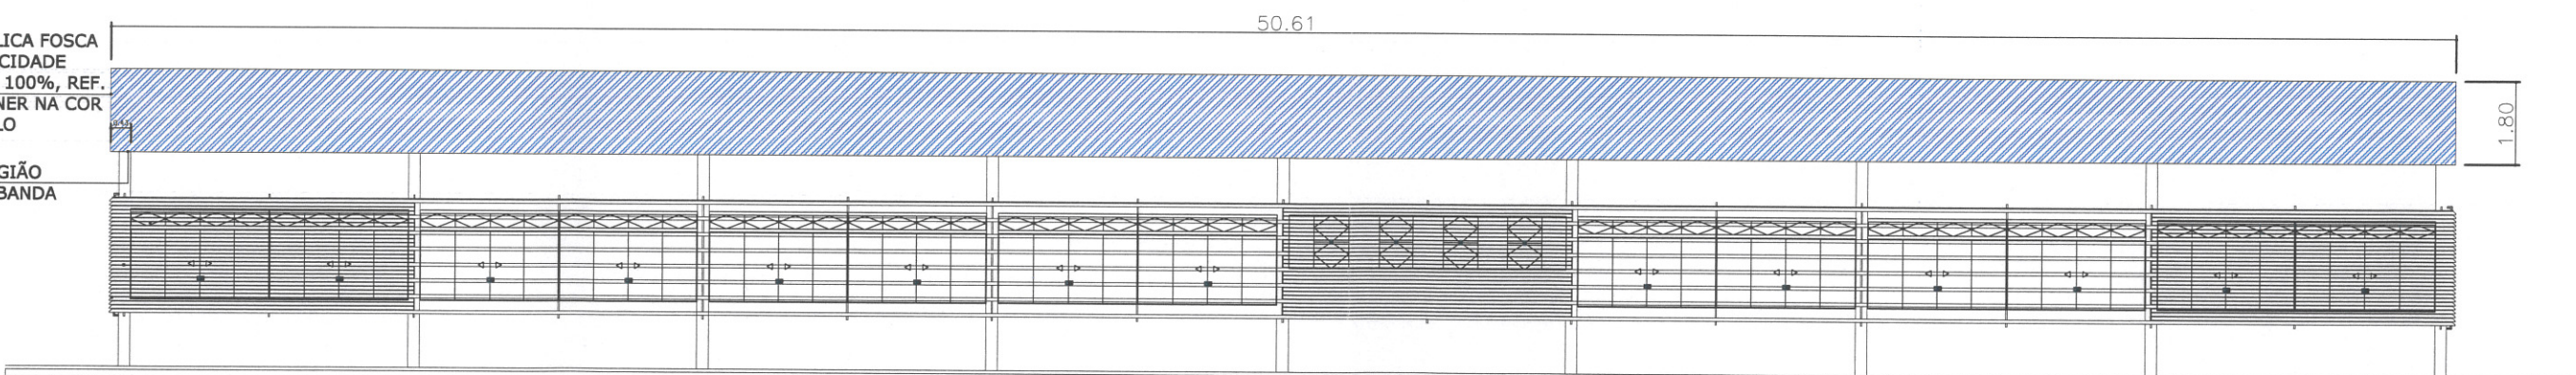 50.61
LICA FOSCA
CIDADE
100%, REF.
NER NA COR
LO
1.80
GIÃO
BANDA